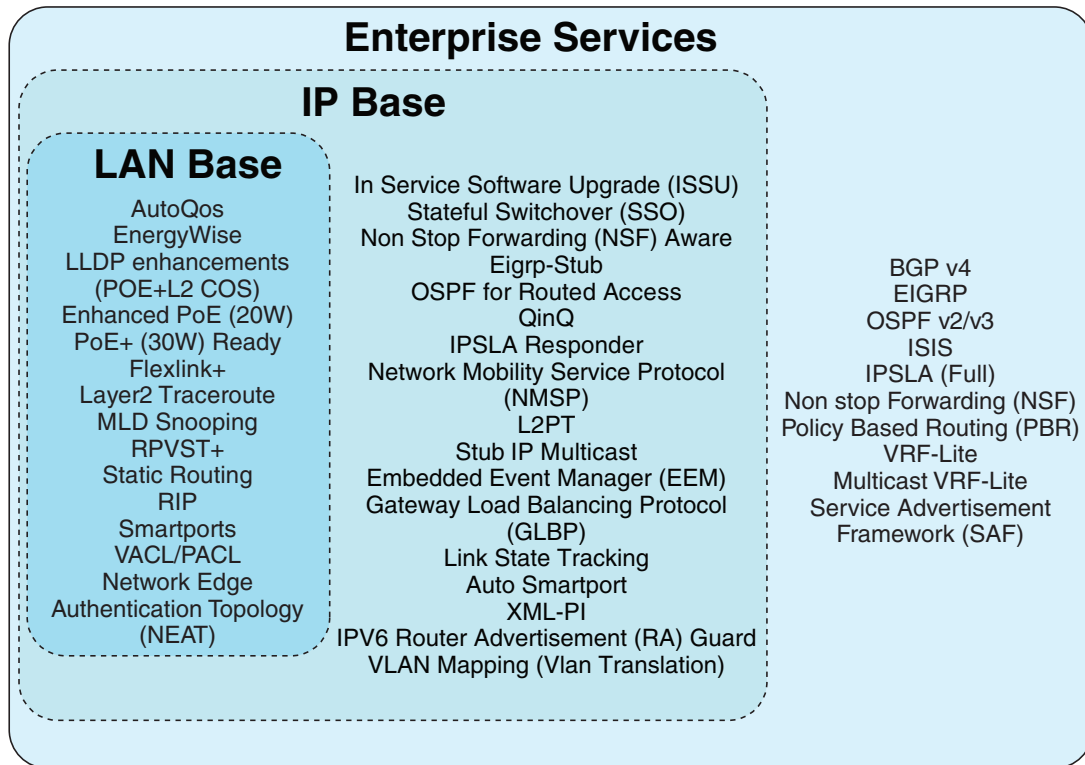 Enterprise Services
IP Base
LAN Base
AutoQos
EnergyWise
LLDP enhancements
(POE+L2 COS)
Enhanced PoE (20W)
PoE+ (30W) Ready
Flexlink+
Layer2 Traceroute
MLD Snooping
RPVST+
Static Routing
RIP
Smartports
VACL/PACL
Network Edge
Authentication Topology
(NEAT)
In Service Software Upgrade (ISSU)
Stateful Switchover (SSO)
Non Stop Forwarding (NSF) Aware
Eigrp-Stub
OSPF for Routed Access
QinQ
IPSLA Responder
Network Mobility Service Protocol
(NMSP)
L2PT
Stub IP Multicast
Embedded Event Manager (EEM)
Gateway Load Balancing Protocol
(GLBP)
Link State Tracking
Auto Smartport
XML-PI
IPV6 Router Advertisement (RA) Guard
VLAN Mapping (Vlan Translation)
BGP v4
EIGRP
OSPF v2/v3
ISIS
IPSLA (Full)
Non stop Forwarding (NSF)
Policy Based Routing (PBR)
VRF-Lite
Multicast VRF-Lite
Service Advertisement
Framework (SAF)